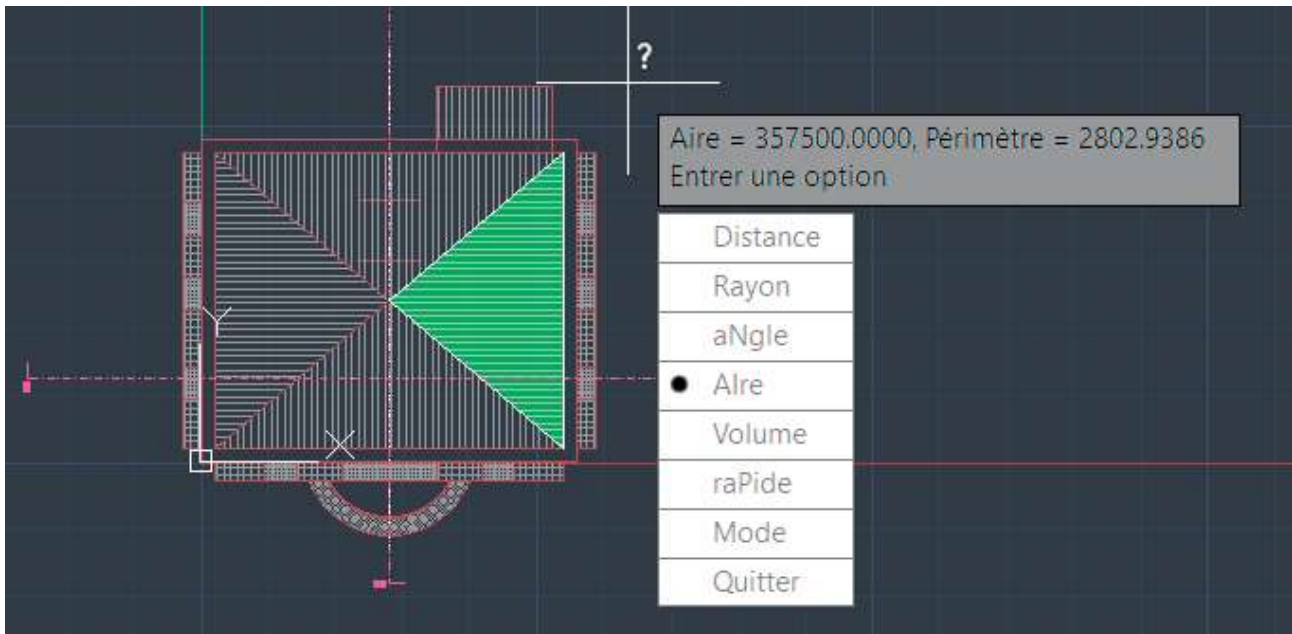 ?
Aire = 357500.0000, Périmètre = 2802.9386
Entrer une option
Distance
Rayon
aNgle
AIre
Volume
raPide
Mode
Quitter
Y
X